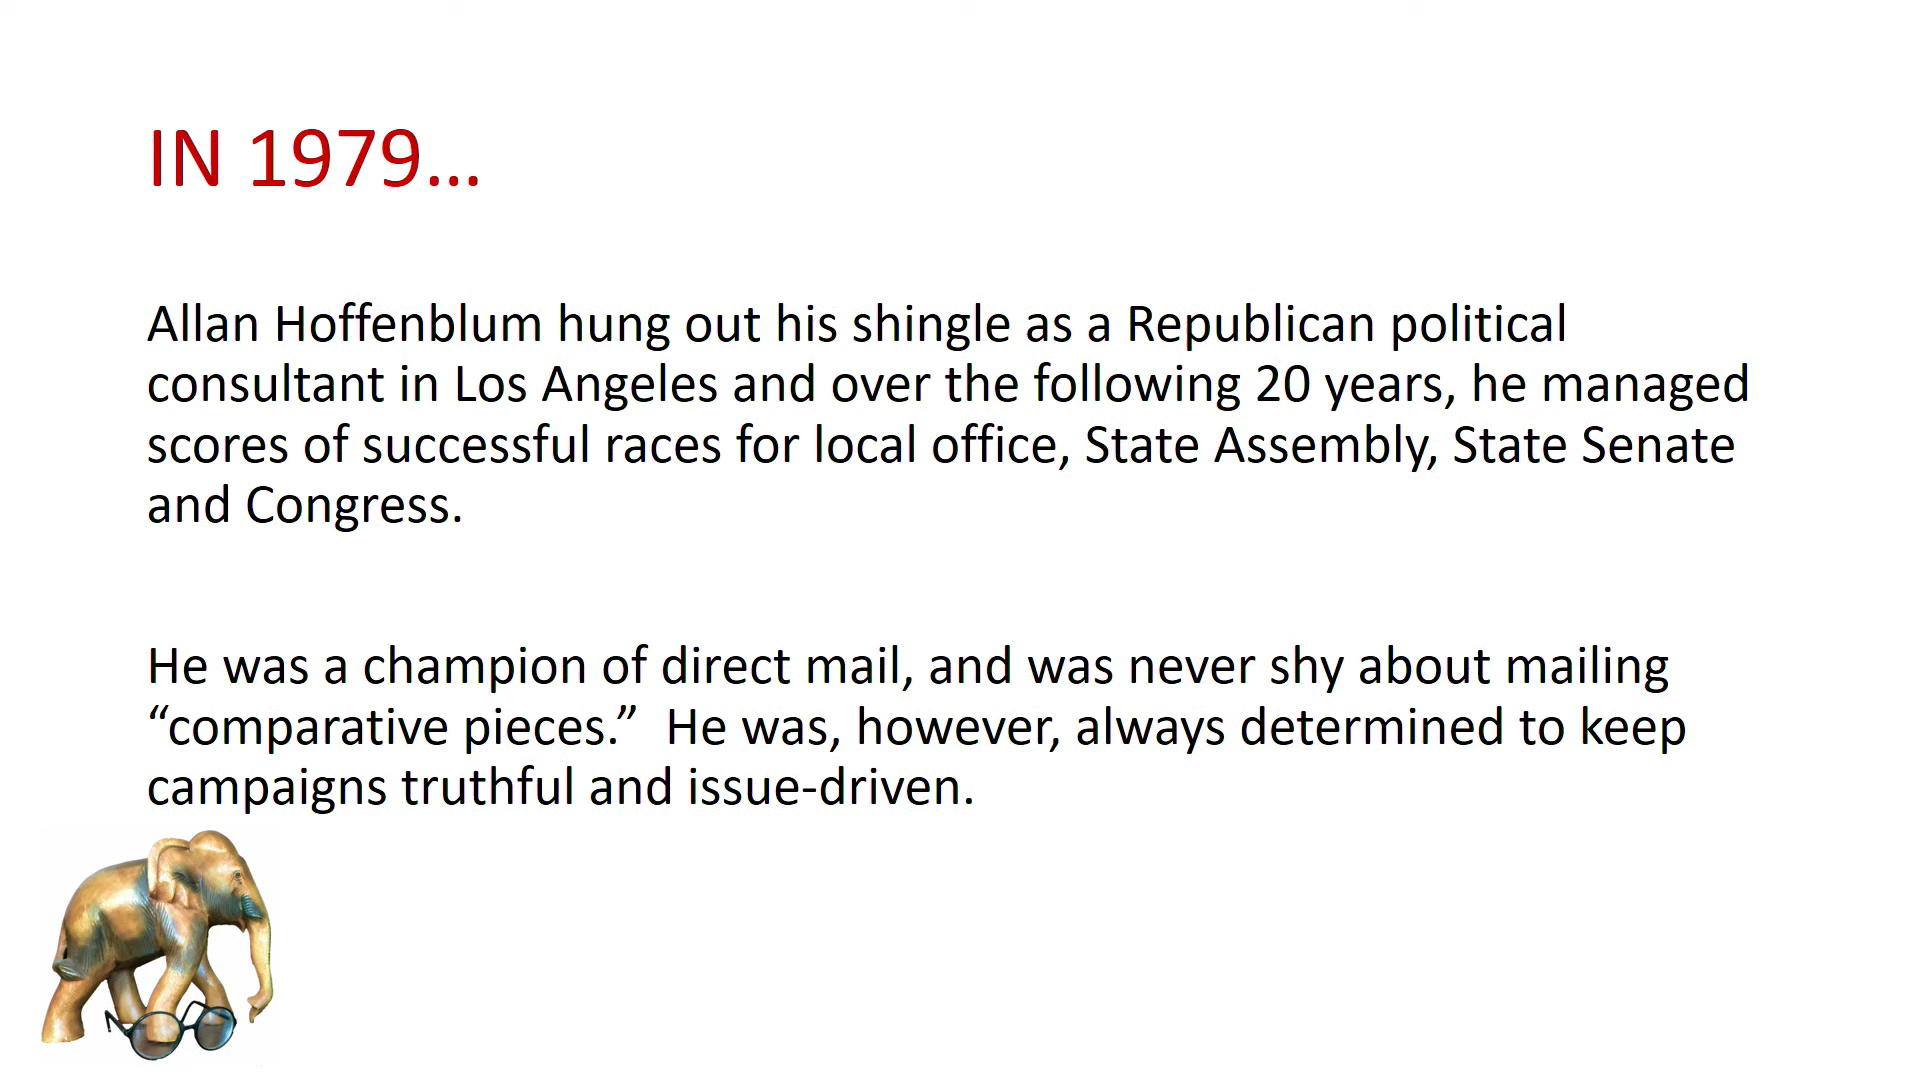 IN 1979…
Allan Hoffenblum hung out his shingle as a Republican political
consultant in Los Angeles and over the following 20 years, he managed
scores of successful races for local office, State Assembly, State Senate
and Congress.
He was a champion of direct mail, and was never shy about mailing
“comparative pieces.”  He was, however, always determined to keep
campaigns truthful and issue-driven.